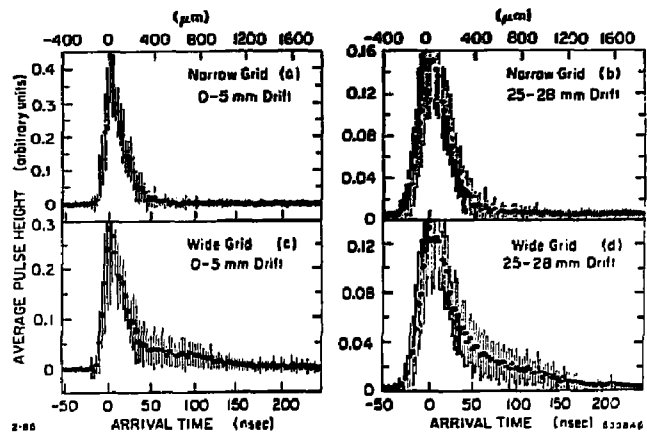 (μm) (μm)
-400 0 400 800 1200 1800 -400 0 400 800 1200 1800
0.4 0.3 0.2 0.1 0
Narrow Grid (a)
0-5 mm Drift
0.16 0.12 0.08 0.04
Narrow Grid (b)
25-28 mm Drift
AVERAGE PULSE HEIGHT (arbitrary units)
0.3 0.2 0.1 0
Wide Grid (c)
0-5 mm Drift
0.12 0.08 0.04 0
Wide Grid (d)
25-28 mm Drift
-50 0 50 100 150 200 -50 0 50 100 150 200
2-86 ARRIVAL TIME (nsec) ARRIVAL TIME (nsec)